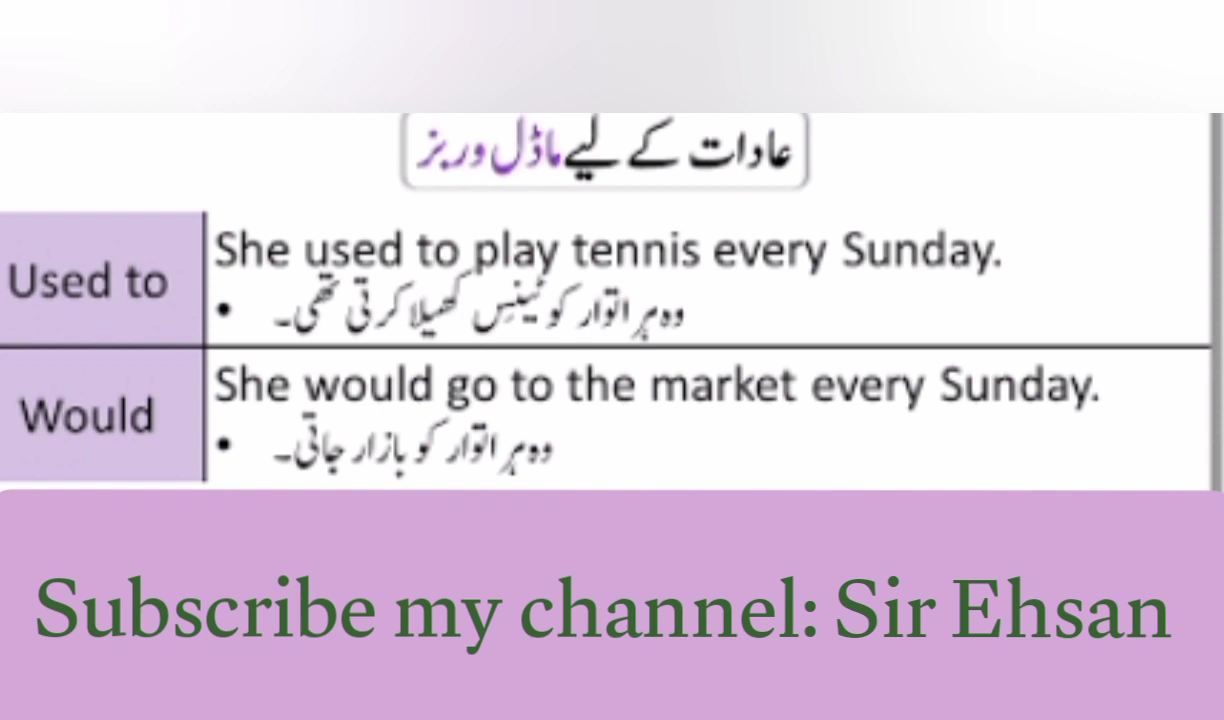 عادات کے لیے ماڈل وربز
Used to
She used to play tennis every Sunday.
• وہ ہر اتوار کو ٹینِس کھیلا کرتی تھی۔
Would
She would go to the market every Sunday.
• وہ ہر اتوار کو بازار جاتی۔
Subscribe my channel: Sir Ehsan